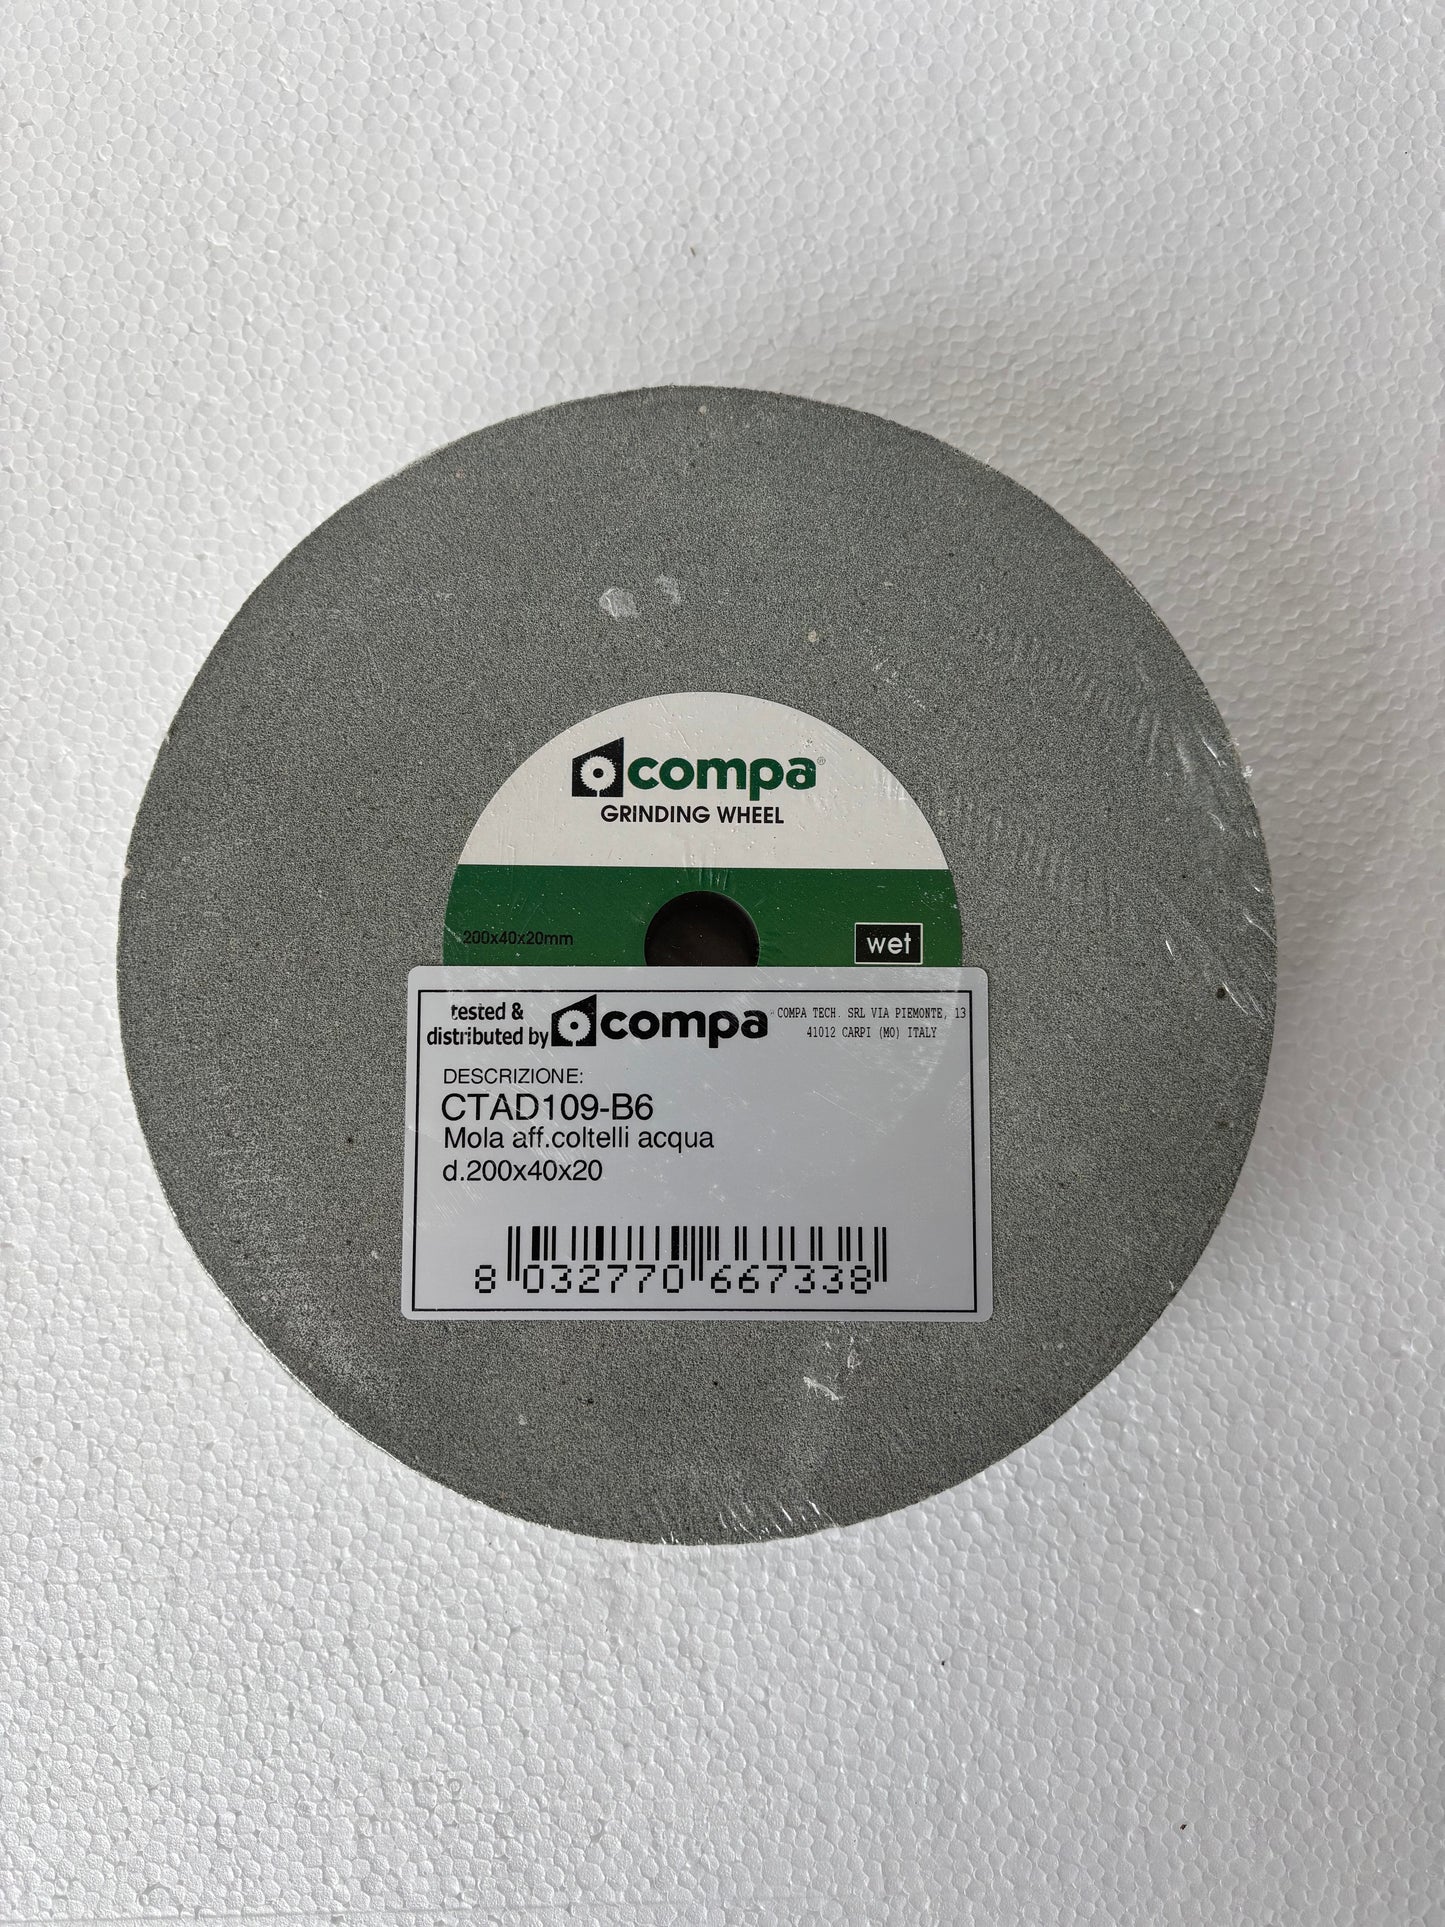 compa®
GRINDING WHEEL
200x40x20mm
wet
tested &
distributed by
compa®
COMPA TECH. SRL VIA PIEMONTE, 13
41012 CARPI (MO) ITALY
DESCRIZIONE:
CTAD109-B6
Mola aff.coltelli acqua
d.200x40x20
8 032770 667338